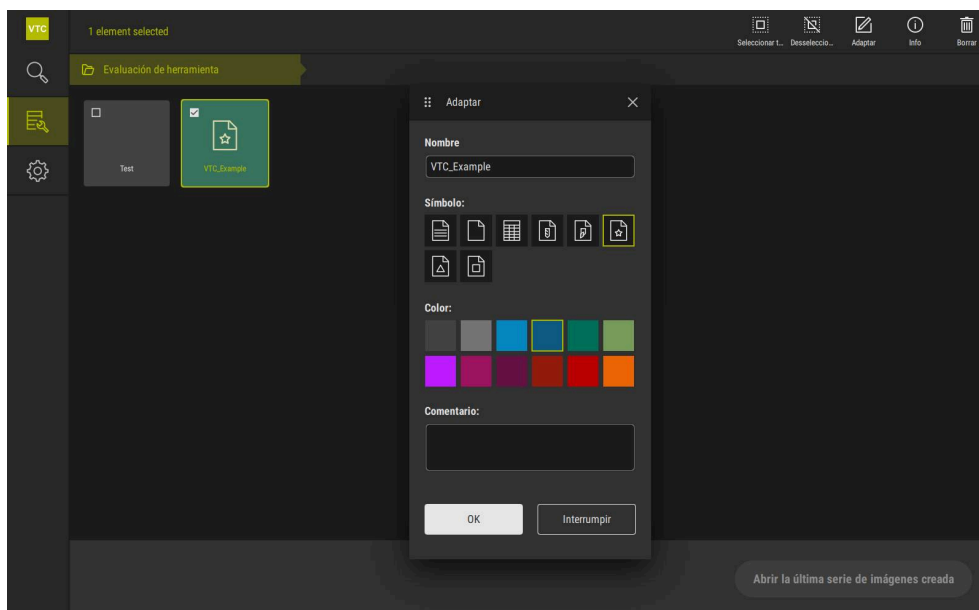 VTC
1 element selected
Seleccionar t...
Desseleccio...
Adaptar
Info
Borrar
Evaluación de herramienta
Test
VTC_Example
Adaptar
Nombre
VTC_Example
Símbolo:
Color:
Comentario:
OK
Interrumpir
Abrir la última serie de imágenes creada